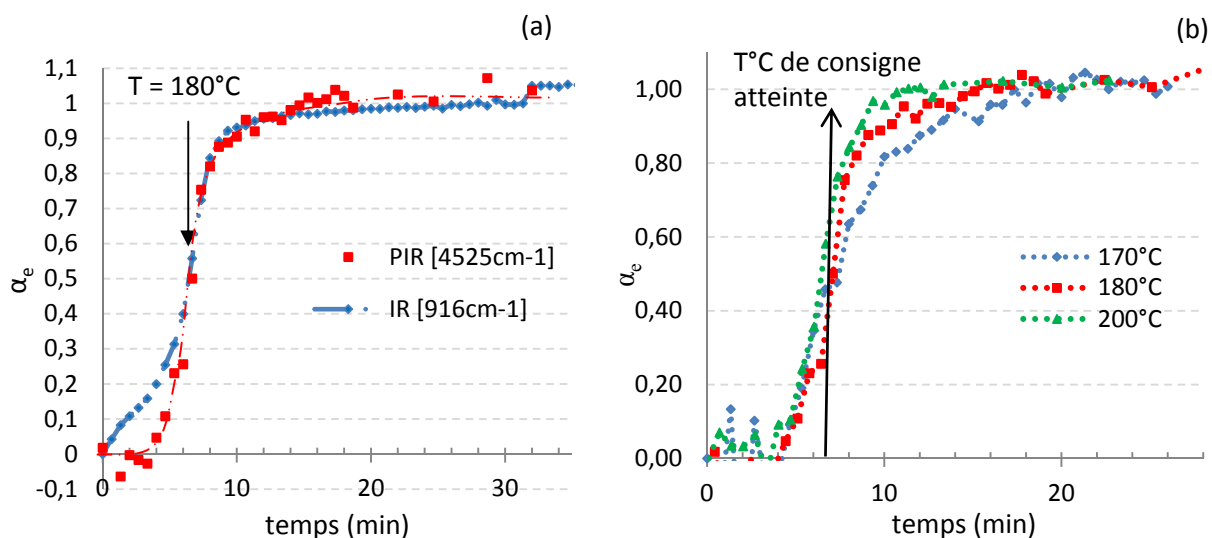 (a)
1,1
1
0,9
0,8
0,7
0,6
0,5
0,4
0,3
0,2
0,1
0
-0,1
αe
T = 180°C
PIR [4525cm-1]
IR [916cm-1]
0
10
20
30
temps (min)
(b)
T°C de consigne
atteinte
1,00
0,80
0,60
0,40
0,20
0,00
αe
170°C
180°C
200°C
0
10
20
temps (min)